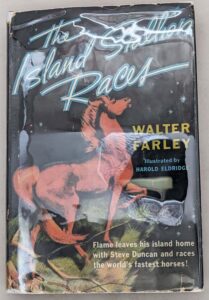 The
Island Stallion
Races
WALTER
FARLEY
Illustrated by
HAROLD ELDRIDGE
Flame leaves his island home
with Steve Duncan and races
the world's fastest horses!